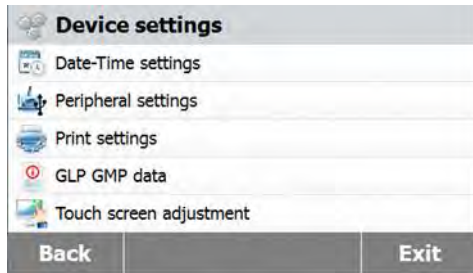 Device settings
Date-Time settings
Peripheral settings
Print settings
GLP GMP data
Touch screen adjustment
Back
Exit